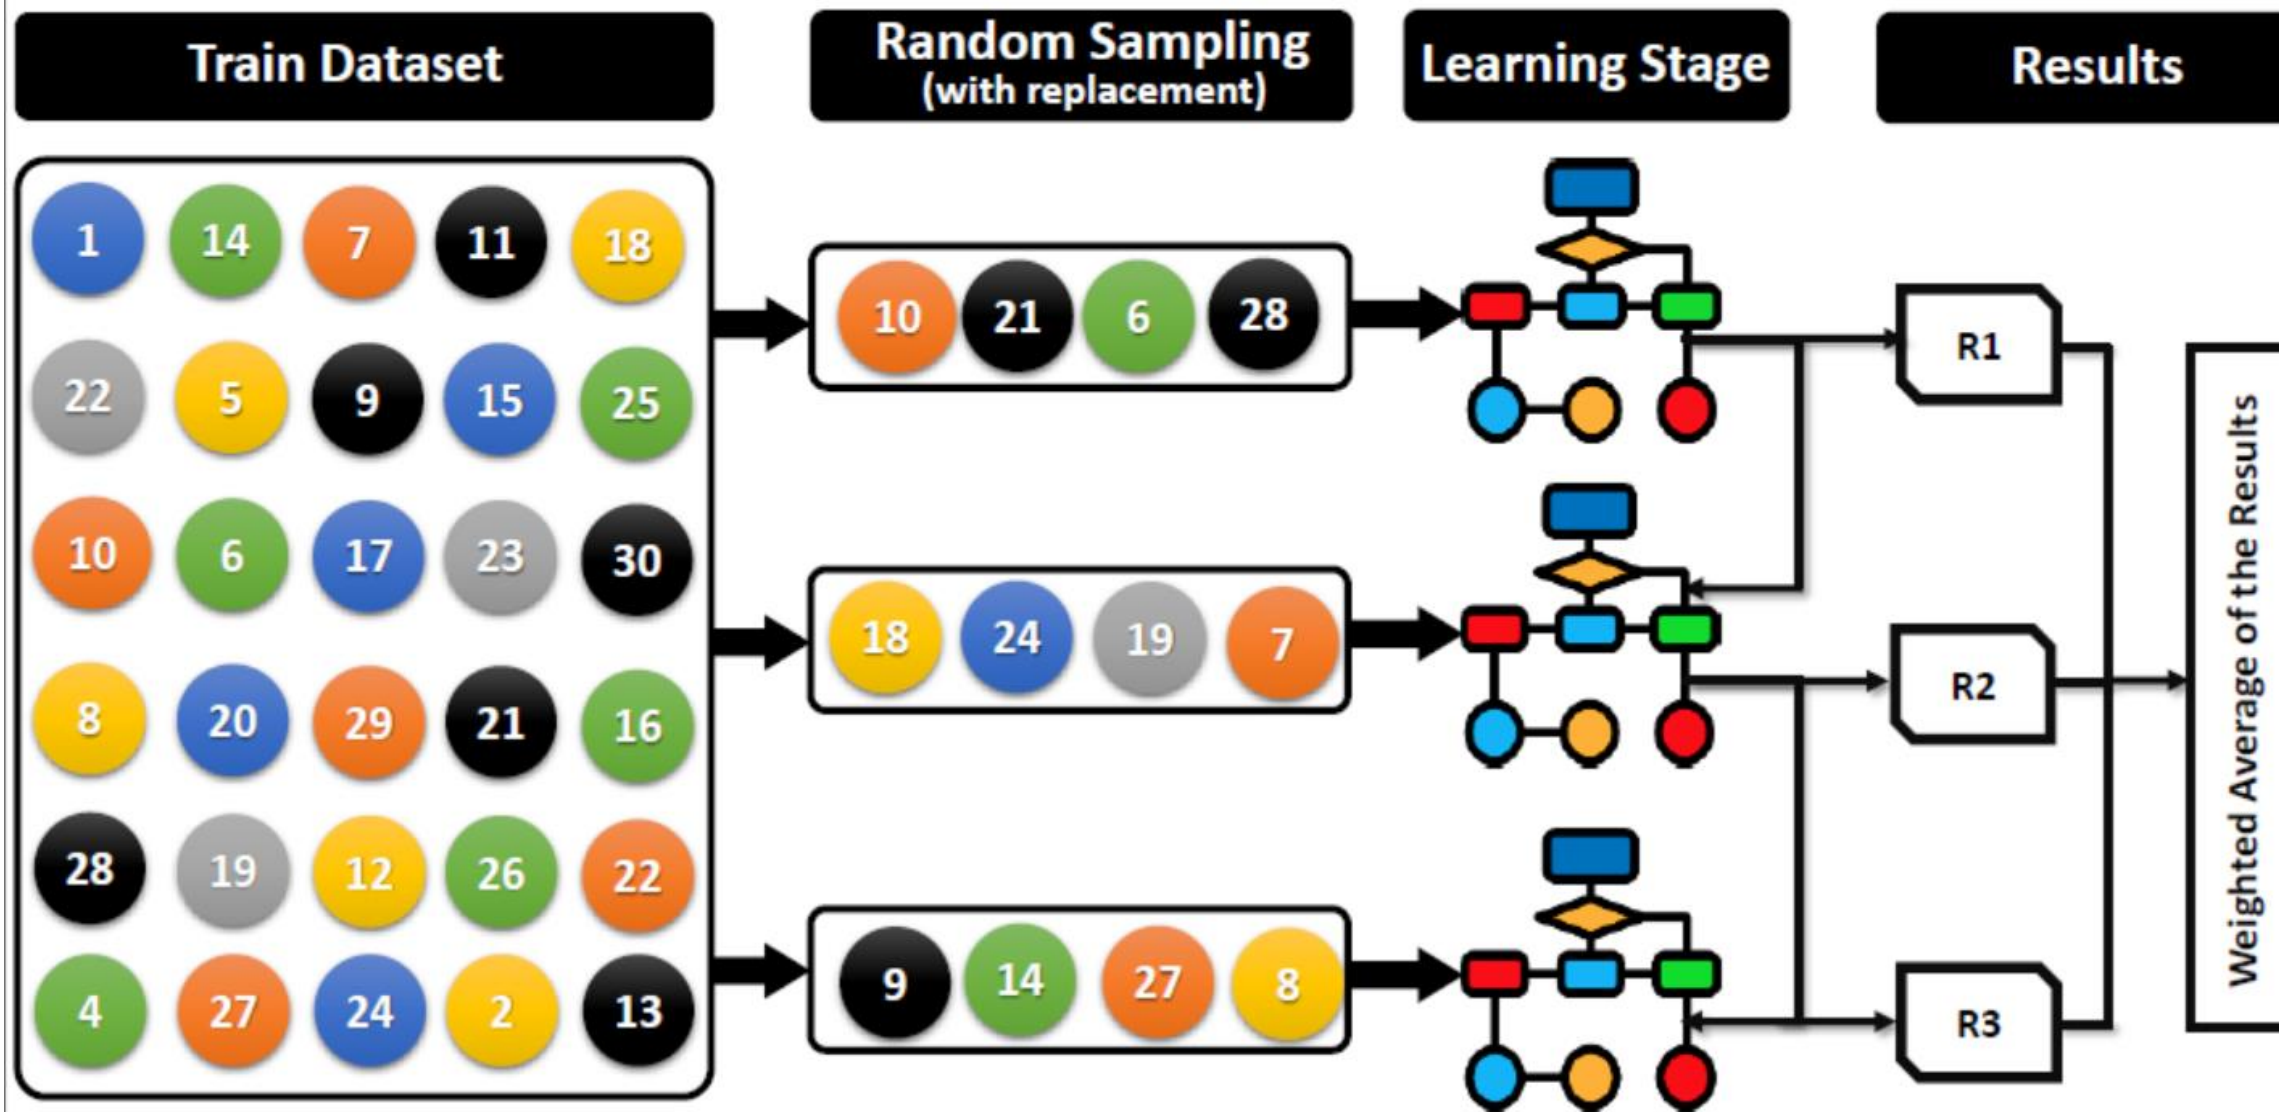 Train Dataset
Random Sampling
(with replacement)
Learning Stage
Results
1 14 7 11 18
22 5 9 15 25
10 6 17 23 30
8 20 29 21 16
28 19 12 26 22
4 27 24 2 13
10 21 6 28
18 24 19 7
9 14 27 8
R1
R2
R3
Weighted Average of the Results